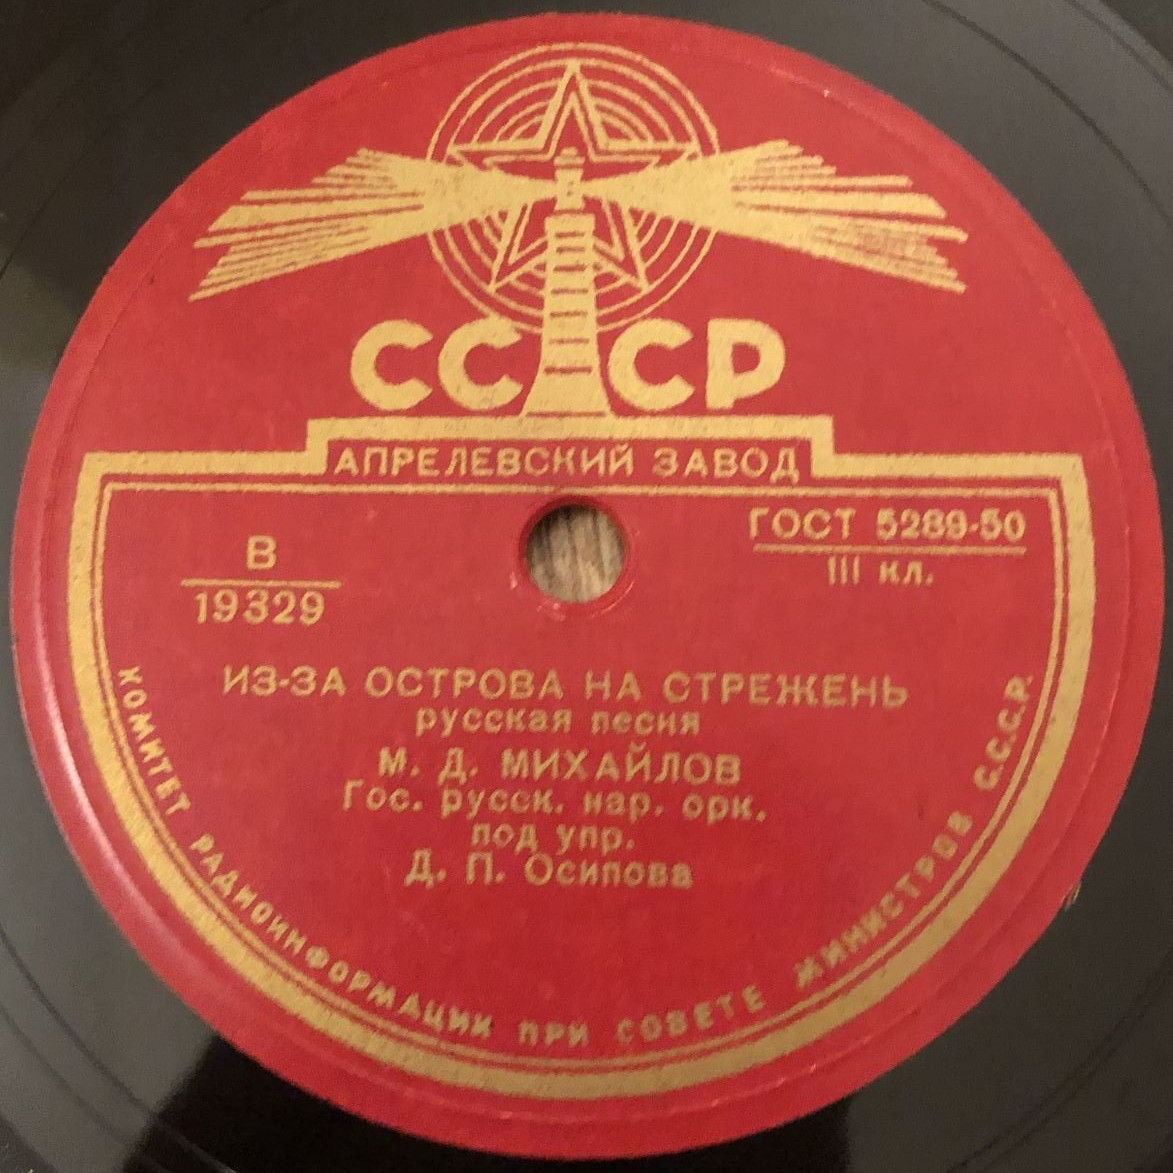 СССР
АПРЕЛЕВСКИЙ ЗАВОД
ГОСТ 5289-50
III кл.
В
19329
ИЗ-ЗА ОСТРОВА НА СТРЕЖЕНЬ
русская песня
М. Д. МИХАЙЛОВ
Гос. русск. нар. орк.
под упр.
Д. П. Осипова
КОМИТЕТ РАДИОИНФОРМАЦИИ ПРИ СОВЕТЕ МИНИСТРОВ С.С.С.Р.